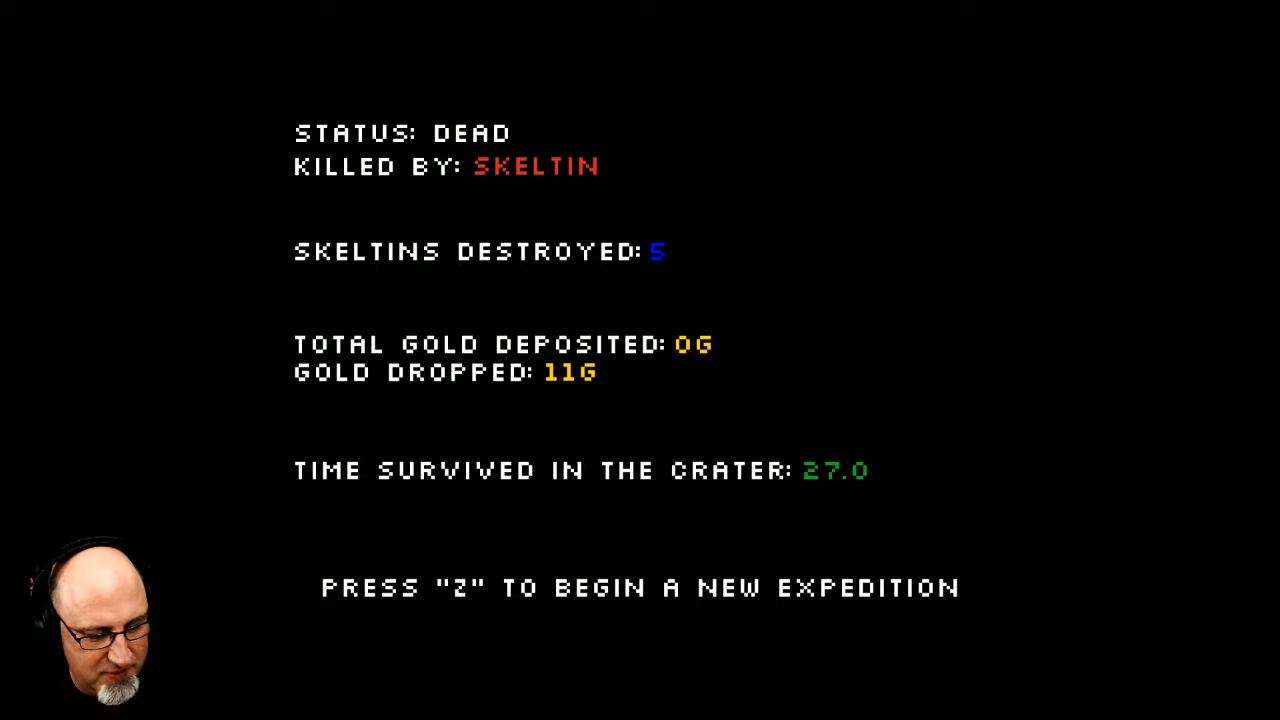 STATUS: DEAD
KILLED BY: SKELTIN
SKELTINS DESTROYED: 5
TOTAL GOLD DEPOSITED: 0G
GOLD DROPPED: 11G
TIME SURVIVED IN THE CRATER: 27.0
PRESS "Z" TO BEGIN A NEW EXPEDITION